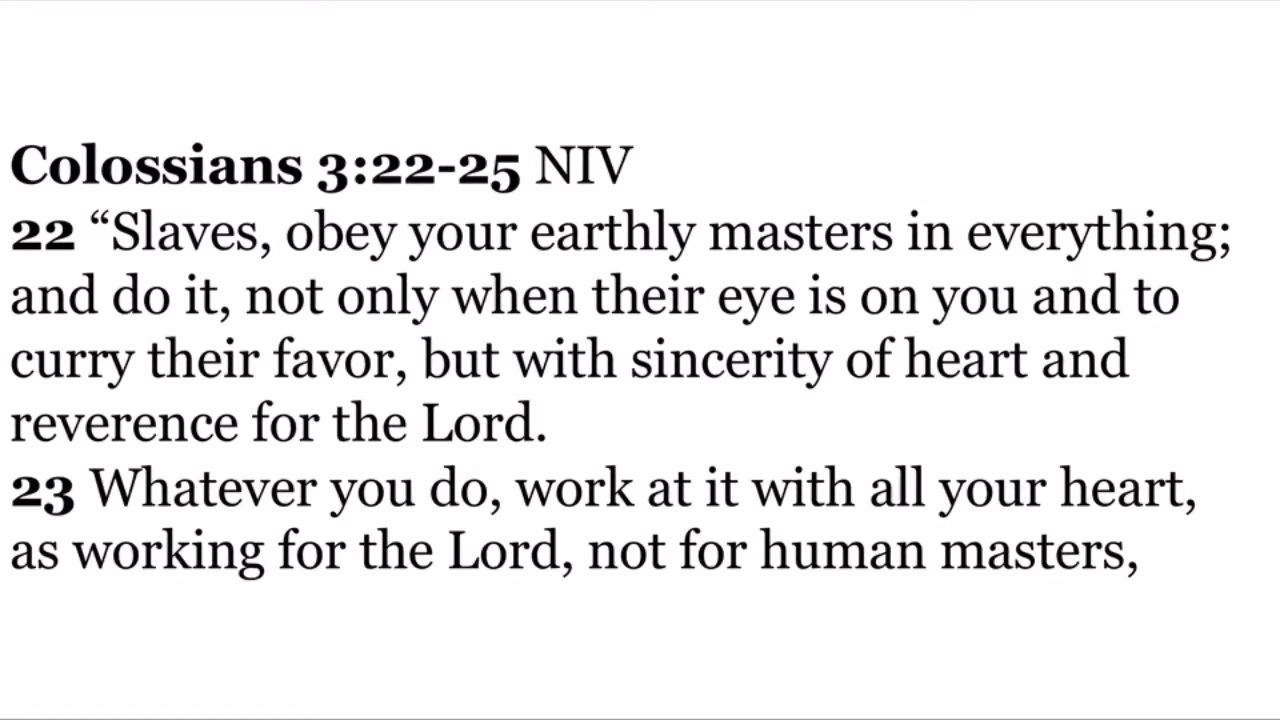 Colossians 3:22-25 NIV
22 “Slaves, obey your earthly masters in everything;
and do it, not only when their eye is on you and to
curry their favor, but with sincerity of heart and
reverence for the Lord.
23 Whatever you do, work at it with all your heart,
as working for the Lord, not for human masters,